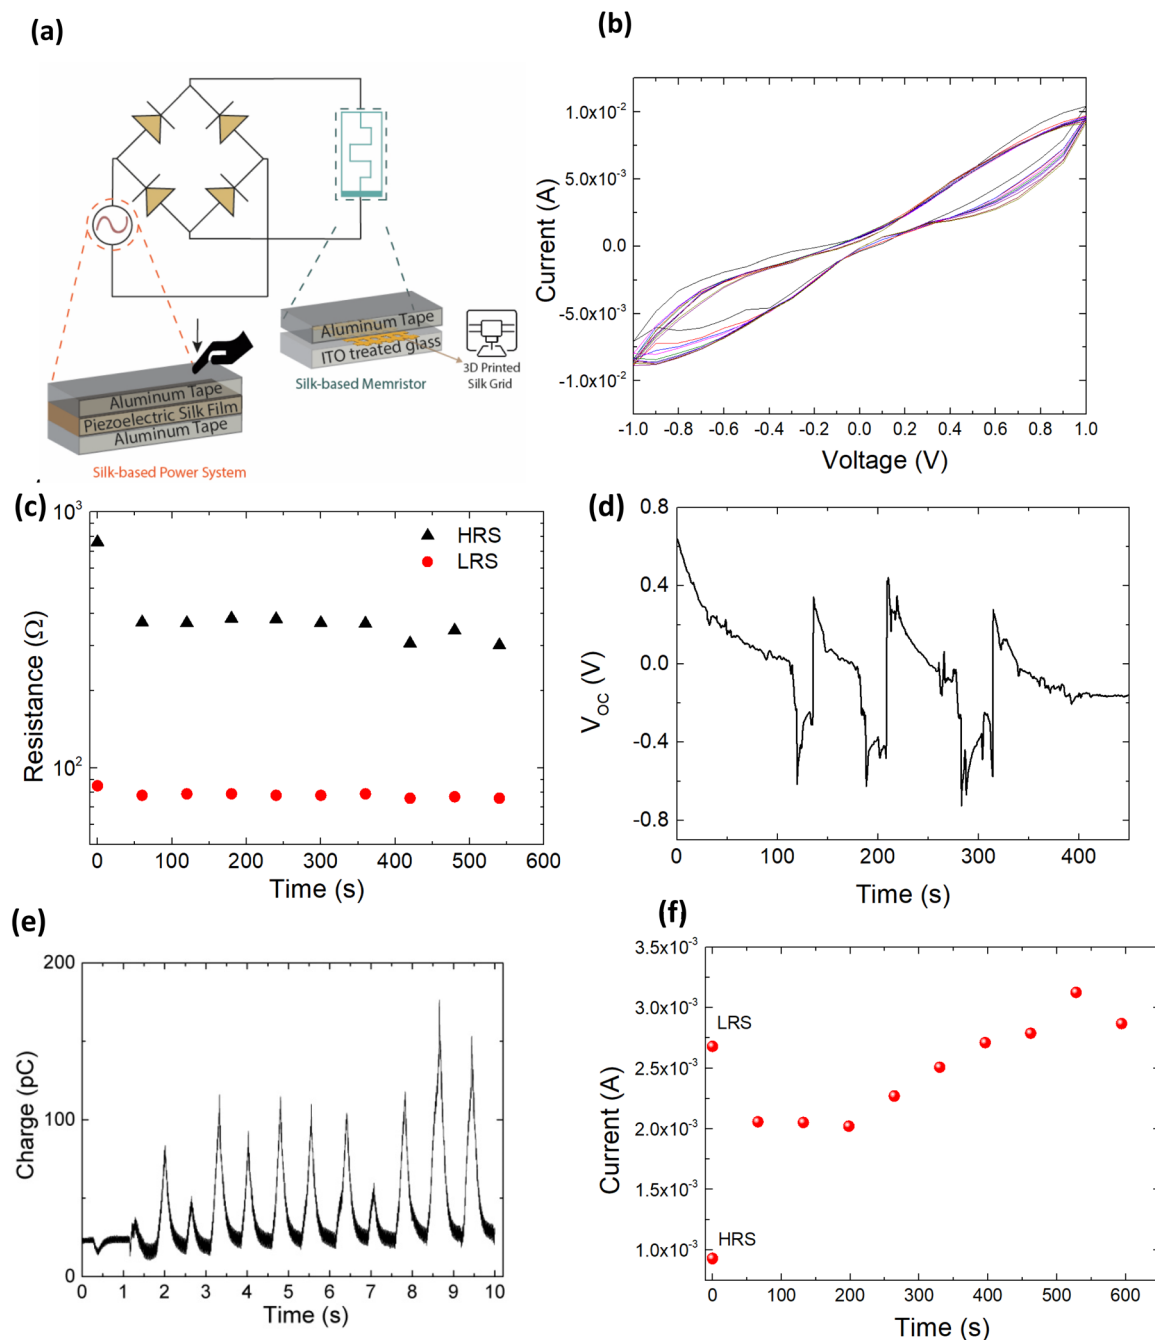 (a)
Aluminum Tape
ITO treated glass
Silk-based Memristor
3D Printed
Silk Grid
Aluminum Tape
Piezoelectric Silk Film
Aluminum Tape
Silk-based Power System
(b)
1.0x10⁻²
5.0x10⁻³
0.0
-5.0x10⁻³
-1.0x10⁻²
Current (A)
-1.0 -0.8 -0.6 -0.4 -0.2 0.0 0.2 0.4 0.6 0.8 1.0
Voltage (V)
(c)
10³
10²
Resistance (Ω)
HRS
LRS
0 100 200 300 400 500 600
Time (s)
(d)
0.8
0.4
0.0
-0.4
-0.8
V_OC (V)
0 100 200 300 400
Time (s)
(e)
200
100
0
Charge (pC)
0 1 2 3 4 5 6 7 8 9 10
Time (s)
(f)
3.5x10⁻³
3.0x10⁻³
2.5x10⁻³
2.0x10⁻³
1.5x10⁻³
1.0x10⁻³
Current (A)
LRS
HRS
0 100 200 300 400 500 600
Time (s)